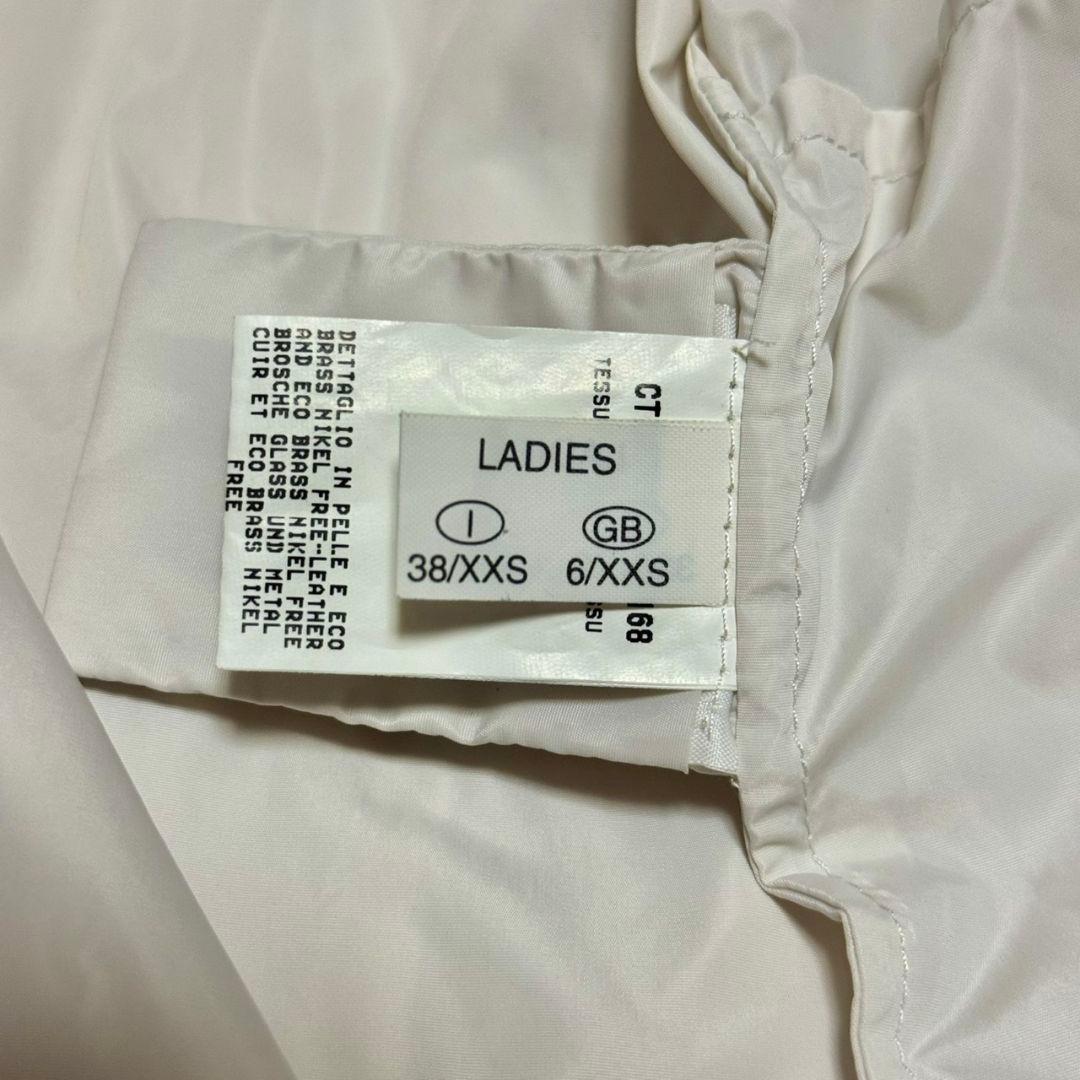 LADIES
I GB
38/XXS 6/XXS
DETTAGLIO IN PELLE E ECO
BRASS NIKEL FREE--LEATHER
AND ECO BRASS NIKEL FREE
BROSCHE GLASS UND METAL
CUIR ET ECO BRASS NIKEL
FREE
CT
168
TESSU
SSU